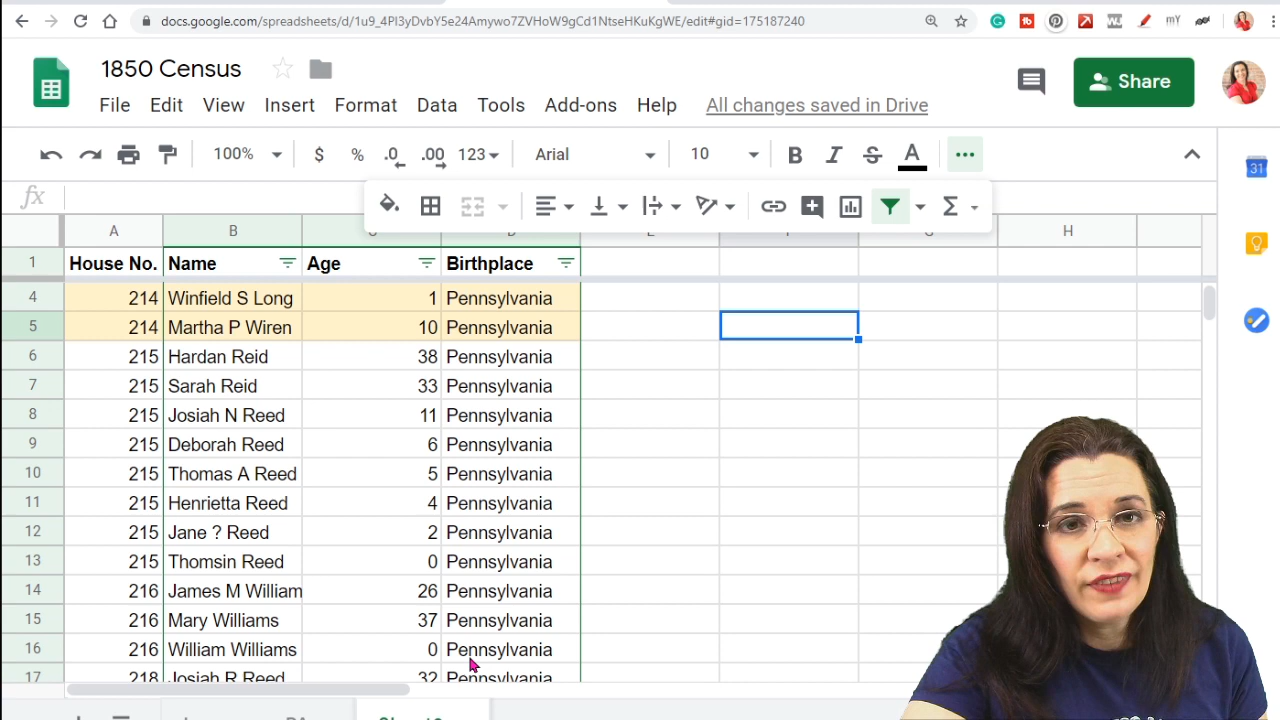 docs.google.com/spreadsheets/d/1u9_4Pl3yDvbY5e24Amywo7ZVHoW9gCd1NtseHKuKgWE/edit#gid=175187240
1850 Census
File Edit View Insert Format Data Tools Add-ons Help All changes saved in Drive
Share
100% $ % .0 .00 123 Arial 10 B I S A
31
fx
A B H
1 House No. Name Age Birthplace
4 214 Winfield S Long 1 Pennsylvania
5 214 Martha P Wiren 10 Pennsylvania
6 215 Hardan Reid 38 Pennsylvania
7 215 Sarah Reid 33 Pennsylvania
8 215 Josiah N Reed 11 Pennsylvania
9 215 Deborah Reed 6 Pennsylvania
10 215 Thomas A Reed 5 Pennsylvania
11 215 Henrietta Reed 4 Pennsylvania
12 215 Jane ? Reed 2 Pennsylvania
13 215 Thomsin Reed 0 Pennsylvania
14 216 James M William 26 Pennsylvania
15 216 Mary Williams 37 Pennsylvania
16 216 William Williams 0 Pennsylvania
17 218 Josiah R Reed 32 Pennsylvania